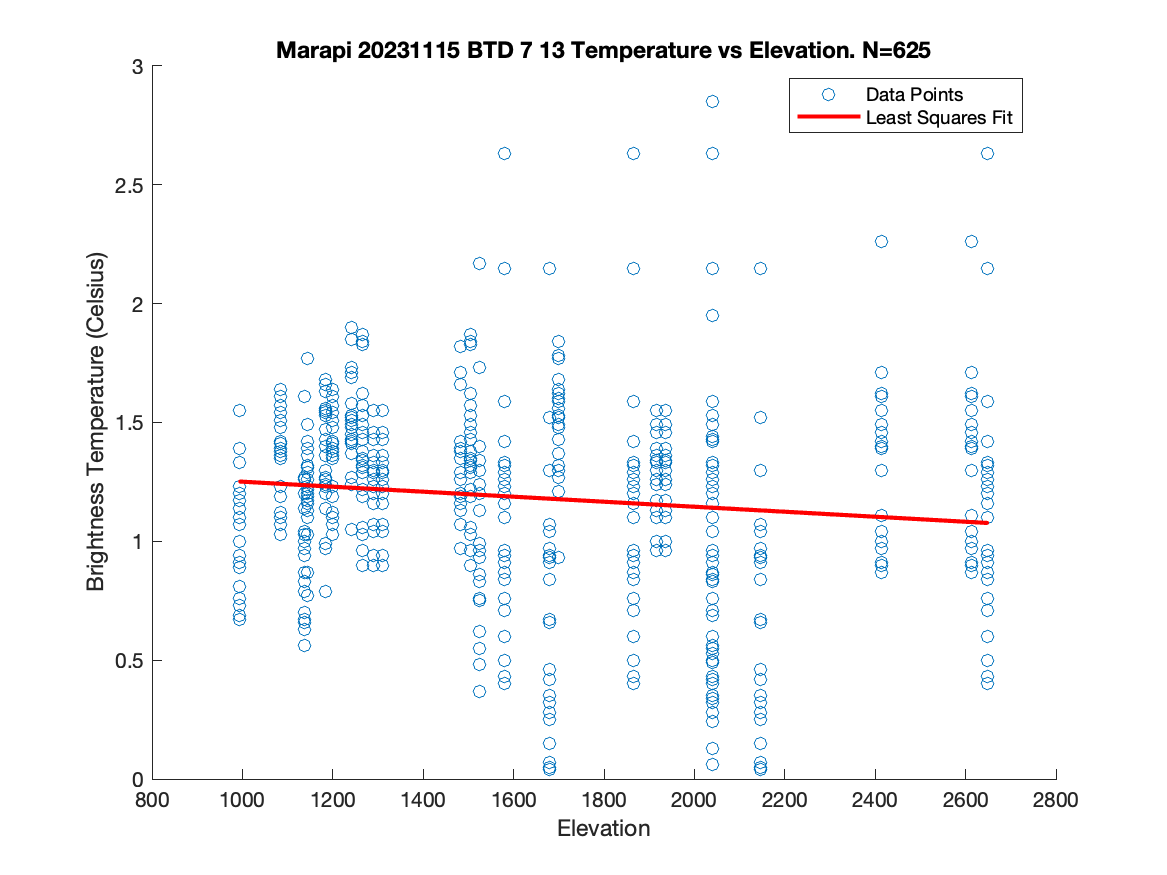 Marapi 20231115 BTD 7 13 Temperature vs Elevation. N=625
Data Points
Least Squares Fit
Brightness Temperature (Celsius)
3
2.5
2
1.5
1
0.5
0
800 1000 1200 1400 1600 1800 2000 2200 2400 2600 2800
Elevation